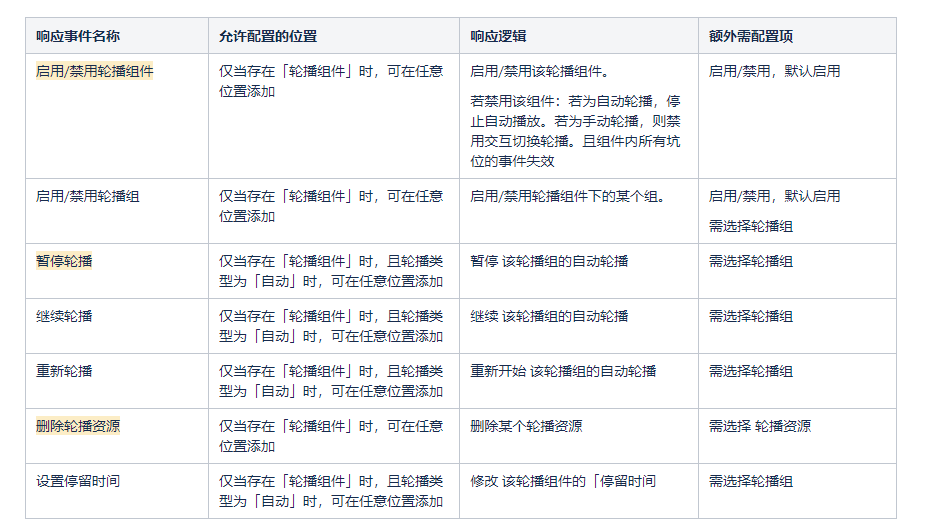 响应事件名称
允许配置的位置
响应逻辑
额外需配置项
启用/禁用轮播组件
仅当存在「轮播组件」时，可在任意
位置添加
启用/禁用该轮播组件。
若禁用该组件：若为自动轮播，停
止自动播放。若为手动轮播，则禁
用交互切换轮播。且组件内所有坑
位的事件失效
启用/禁用，默认启用
启用/禁用轮播组
仅当存在「轮播组件」时，可在任意
位置添加
启用/禁用轮播组件下的某个组。
启用/禁用，默认启用
需选择轮播组
暂停轮播
仅当存在「轮播组件」时，且轮播类
型为「自动」时，可在任意位置添加
暂停 该轮播组的自动轮播
需选择轮播组
继续轮播
仅当存在「轮播组件」时，且轮播类
型为「自动」时，可在任意位置添加
继续 该轮播组的自动轮播
需选择轮播组
重新轮播
仅当存在「轮播组件」时，且轮播类
型为「自动」时，可在任意位置添加
重新开始 该轮播组的自动轮播
需选择轮播组
删除轮播资源
仅当存在「轮播组件」时，可在任意
位置添加
删除某个轮播资源
需选择 轮播资源
设置停留时间
仅当存在「轮播组件」时，且轮播类
型为「自动」时，可在任意位置添加
修改 该轮播组件的「停留时间
需选择轮播组